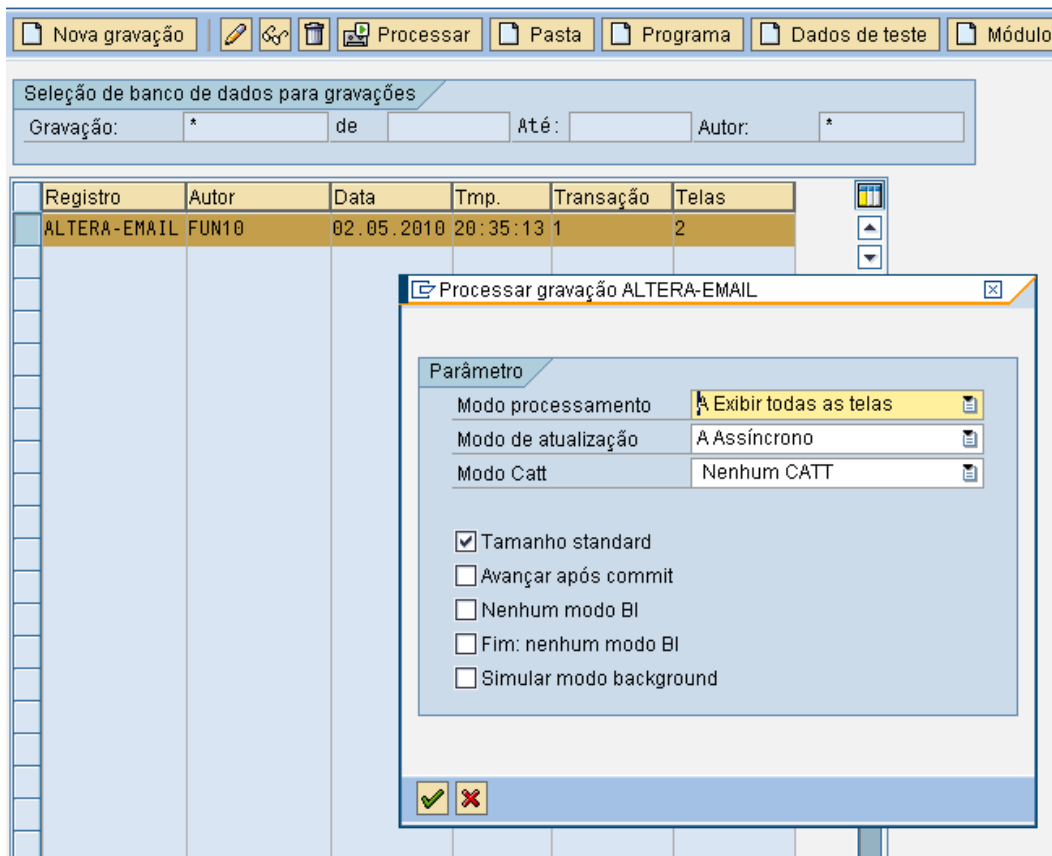 Nova gravação Processar Pasta Programa Dados de teste Módulo
Seleção de banco de dados para gravações
Gravação: * de Até: Autor: *
Registro Autor Data Tmp. Transação Telas
ALTERA-EMAIL FUN10 02.05.2010 20:35:13 1 2
Processar gravação ALTERA-EMAIL
Parâmetro
Modo processamento A Exibir todas as telas
Modo de atualização A Assíncrono
Modo Catt Nenhum CATT
Tamanho standard
Avançar após commit
Nenhum modo BI
Fim: nenhum modo BI
Simular modo background